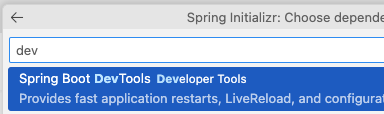 Spring Initializr: Choose depende
dev
Spring Boot DevTools Developer Tools
Provides fast application restarts, LiveReload, and configurat